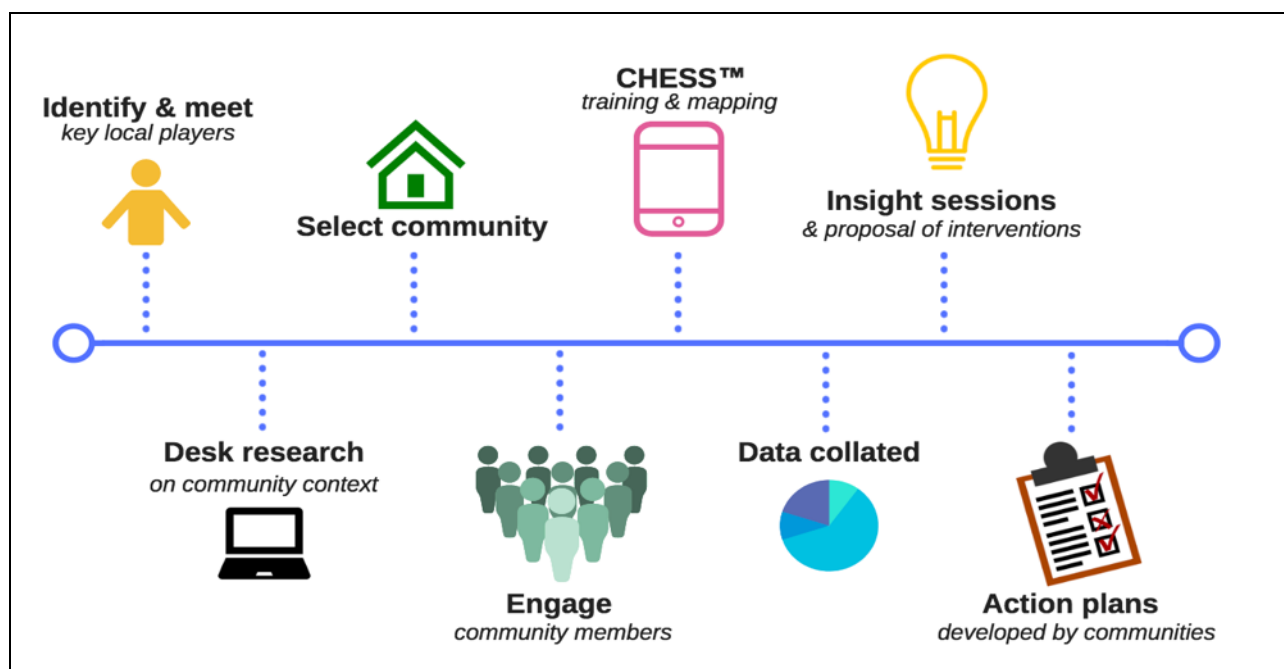 Identify & meet
key local players
Desk research
on community context
Select community
Engage
community members
CHESS™
training & mapping
Data collated
Insight sessions
& proposal of interventions
Action plans
developed by communities